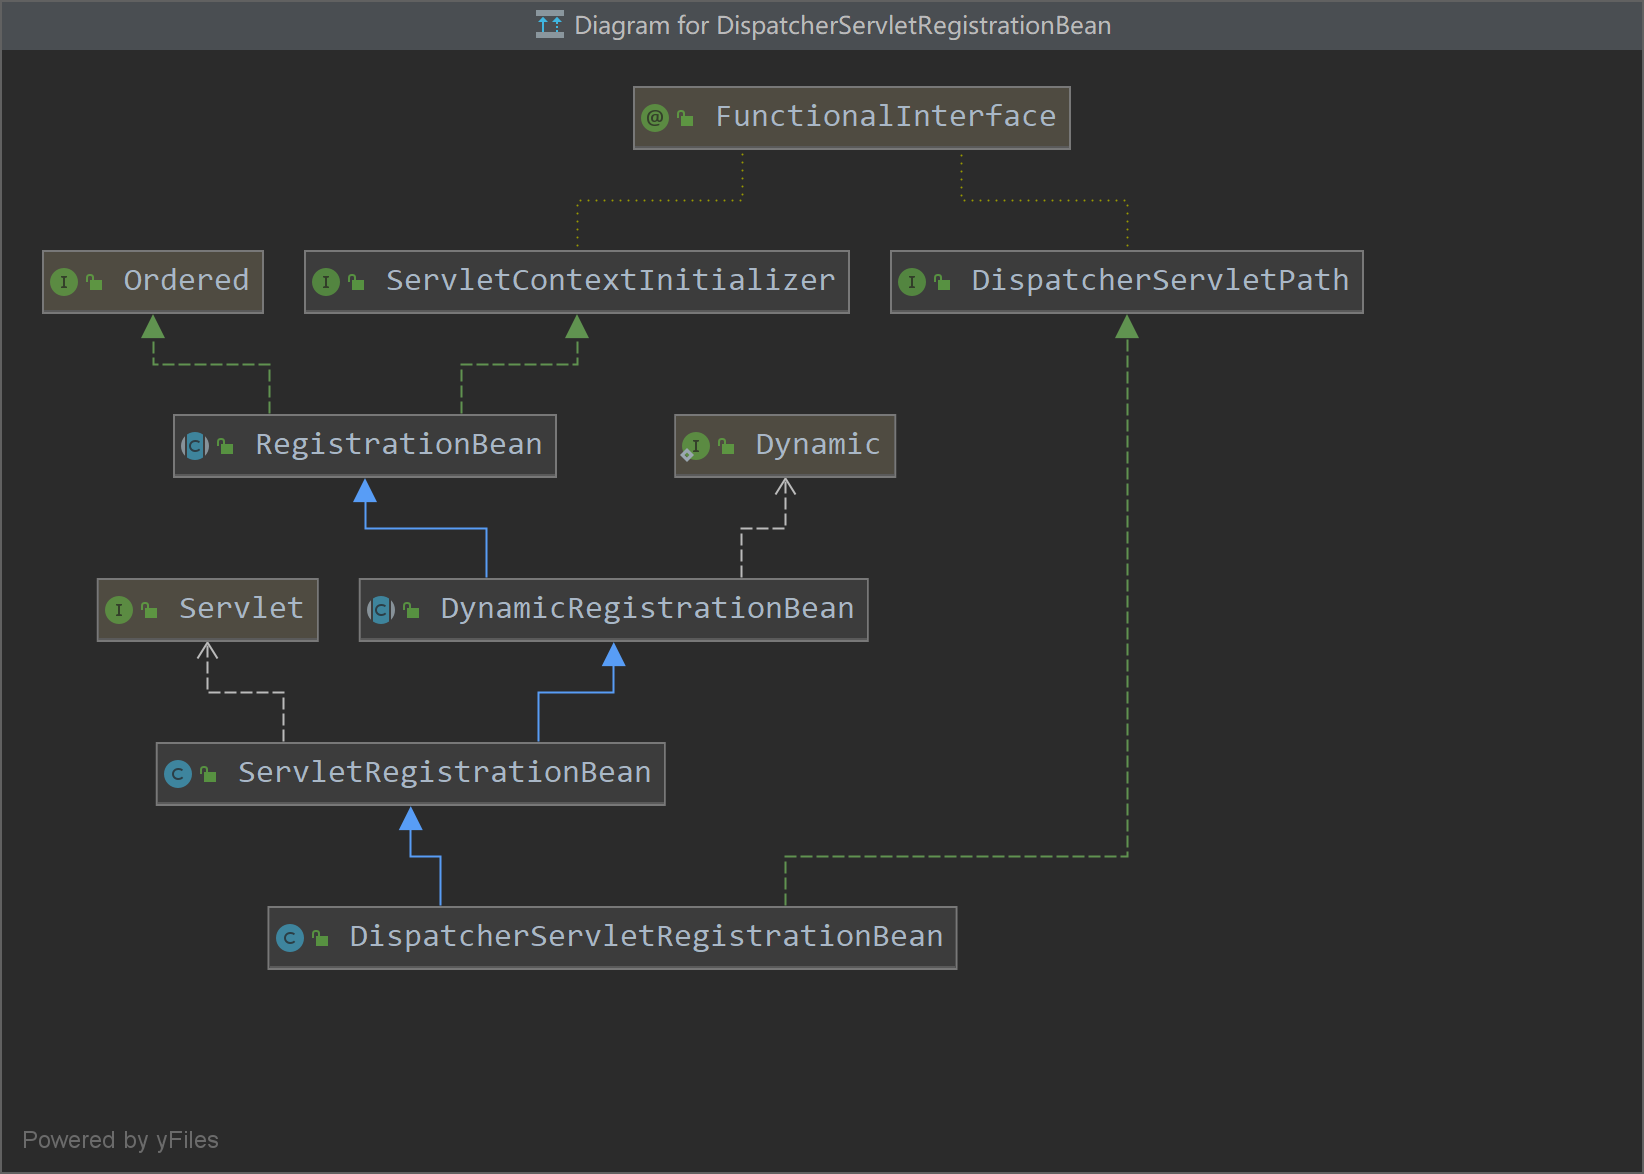 Diagram for DispatcherServletRegistrationBean
@ FunctionalInterface
I Ordered
I ServletContextInitializer
I DispatcherServletPath
C RegistrationBean
I Dynamic
I Servlet
C DynamicRegistrationBean
C ServletRegistrationBean
C DispatcherServletRegistrationBean
Powered by yFiles